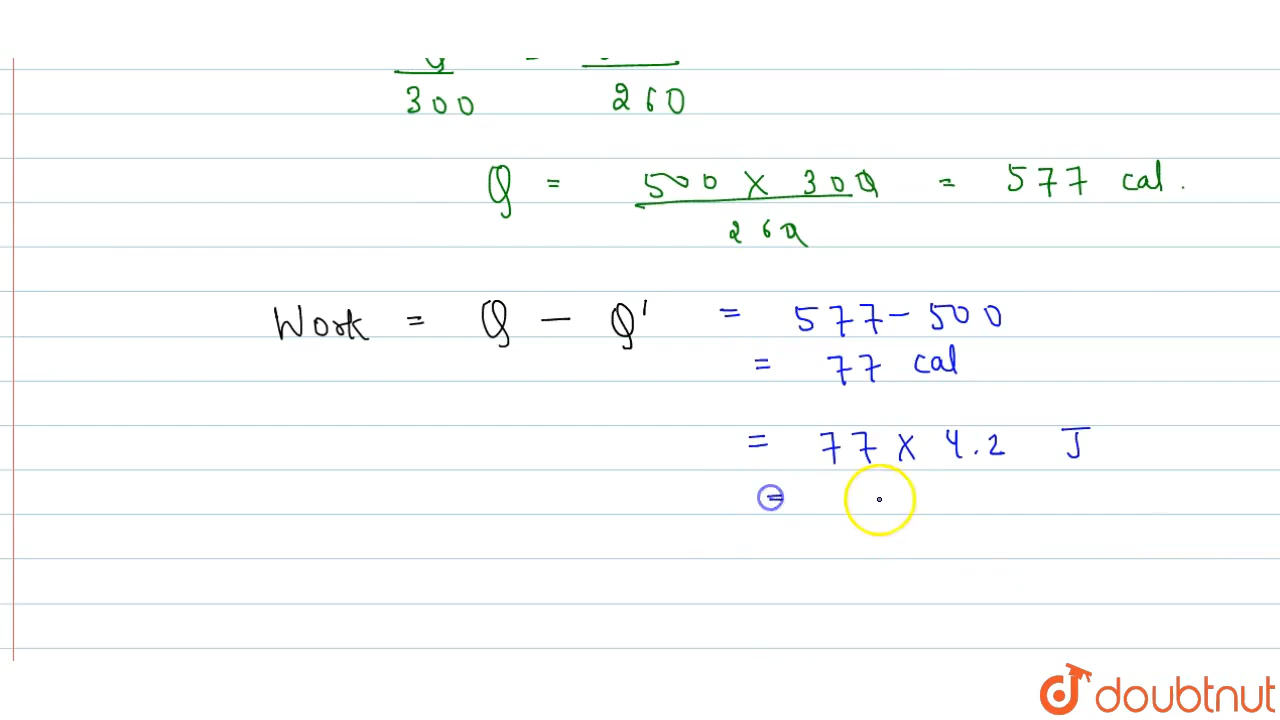 =
300 260
Q = 500 × 300 = 577 cal.
260
Work = Q - Q' = 577 - 500
= 77 cal
= 77 × 4.2 J
=
doubtnut